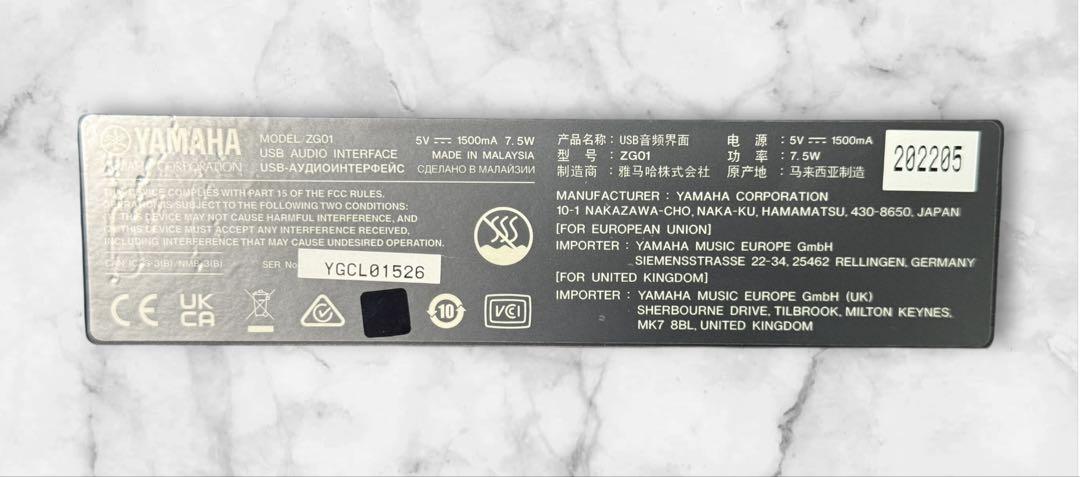 YAMAHA
YAMAHA CORPORATION
MODEL ZG01
USB AUDIO INTERFACE
USB-АУДИОИНТЕРФЕЙС
5V ⎓ 1500mA 7.5W
MADE IN MALAYSIA
СДЕЛАНО В МАЛАЙЗИИ
THIS DEVICE COMPLIES WITH PART 15 OF THE FCC RULES.
OPERATION IS SUBJECT TO THE FOLLOWING TWO CONDITIONS:
(1) THIS DEVICE MAY NOT CAUSE HARMFUL INTERFERENCE, AND
(2) THIS DEVICE MUST ACCEPT ANY INTERFERENCE RECEIVED,
INCLUDING INTERFERENCE THAT MAY CAUSE UNDESIRED OPERATION.
CAN ICES-3(B)/NMB-3(B)
SER No.
YGCL01526
CE
UK
CA
10
VCI
产品名称：USB音频界面
型 号：ZG01
制造商：雅马哈株式会社
电 源：5V ⎓ 1500mA
功 率：7.5W
原产地：马来西亚制造
202205
MANUFACTURER : YAMAHA CORPORATION
10-1 NAKAZAWA-CHO, NAKA-KU, HAMAMATSU, 430-8650, JAPAN
[FOR EUROPEAN UNION]
IMPORTER : YAMAHA MUSIC EUROPE GmbH
SIEMENSSTRASSE 22-34, 25462 RELLINGEN, GERMANY
[FOR UNITED KINGDOM]
IMPORTER : YAMAHA MUSIC EUROPE GmbH (UK)
SHERBOURNE DRIVE, TILBROOK, MILTON KEYNES,
MK7 8BL, UNITED KINGDOM